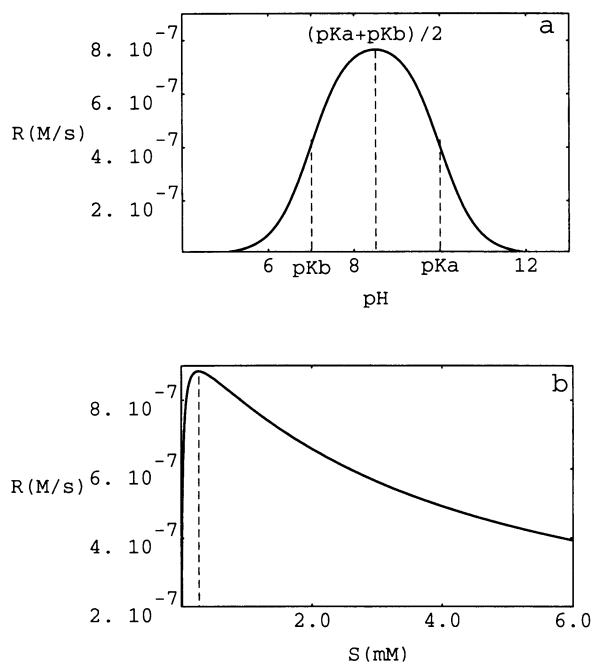 a
(pKa+pKb)/2
8. 10^-7
6. 10^-7
R(M/s)
4. 10^-7
2. 10^-7
6 pKb 8 pKa 12
pH
b
8. 10^-7
R(M/s) 6. 10^-7
4. 10^-7
2. 10^-7
2.0 4.0 6.0
S(mM)